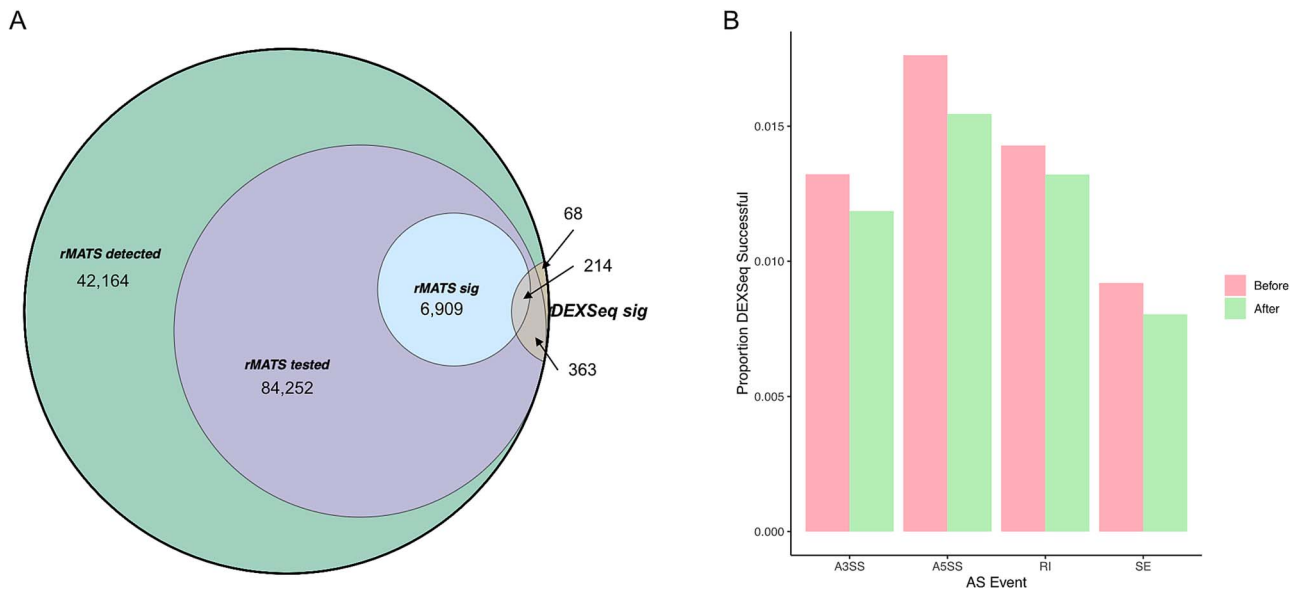 A
rMATS detected
42,164
rMATS tested
84,252
rMATS sig
6,909
68
214
rDEXSeq sig
363
B
Proportion DEXSeq Successful
0.015
0.010
0.005
0.000
A3SS
A5SS
RI
SE
AS Event
Before
After